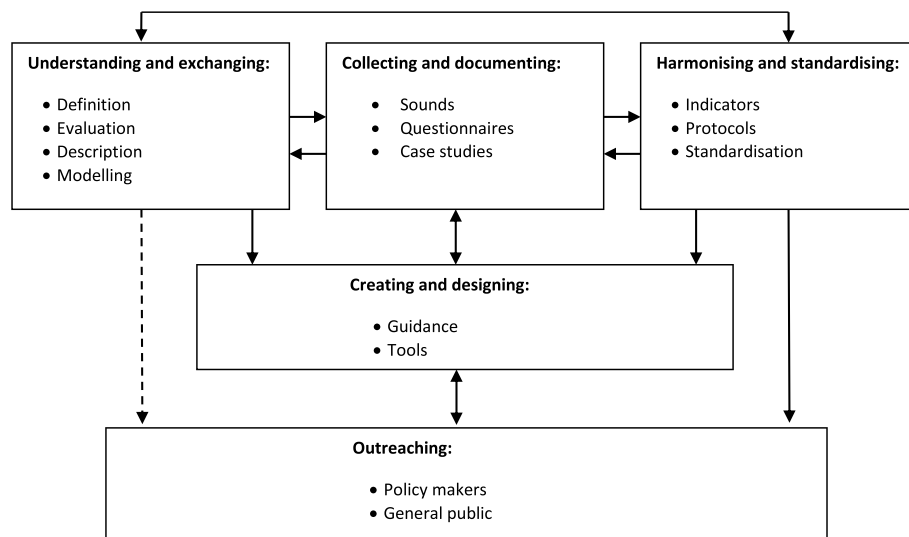 Understanding and exchanging:
• Definition
• Evaluation
• Description
• Modelling
Collecting and documenting:
• Sounds
• Questionnaires
• Case studies
Harmonising and standardising:
• Indicators
• Protocols
• Standardisation
Creating and designing:
• Guidance
• Tools
Outreaching:
• Policy makers
• General public